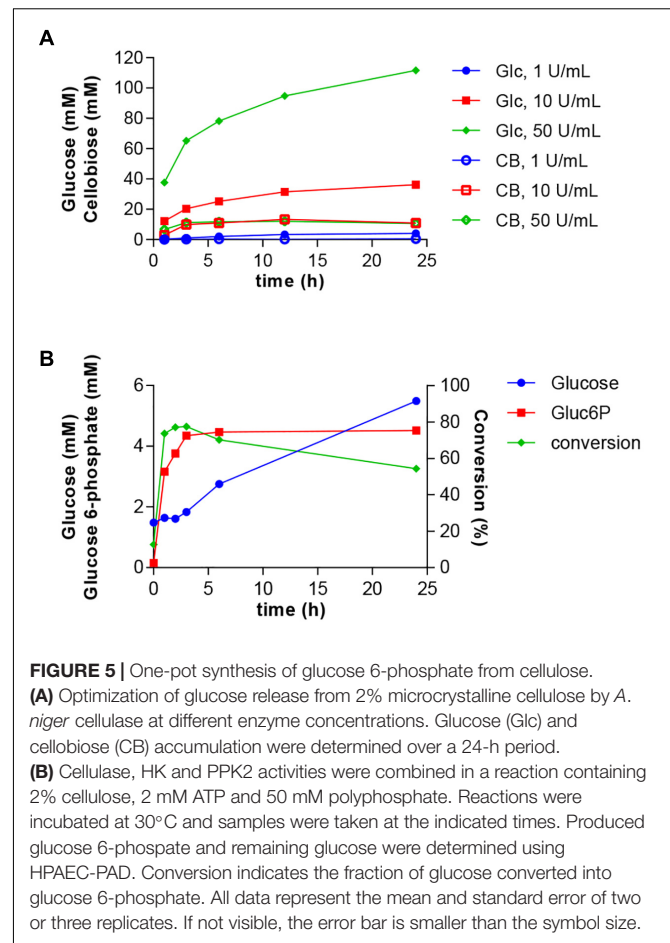 A
Glucose (mM)
Cellobiose (mM)
120
100
80
60
40
20
0
0
5
10
15
20
25
time (h)
Glc, 1 U/mL
Glc, 10 U/mL
Glc, 50 U/mL
CB, 1 U/mL
CB, 10 U/mL
CB, 50 U/mL
B
Glucose (mM)
Glucose 6-phosphate (mM)
6
4
2
0
0
5
10
15
20
25
time (h)
100
80
60
40
20
0
Conversion (%)
Glucose
Gluc6P
conversion
FIGURE 5 | One-pot synthesis of glucose 6-phosphate from cellulose.
(A) Optimization of glucose release from 2% microcrystalline cellulose by A.
niger cellulase at different enzyme concentrations. Glucose (Glc) and
cellobiose (CB) accumulation were determined over a 24-h period.
(B) Cellulase, HK and PPK2 activities were combined in a reaction containing
2% cellulose, 2 mM ATP and 50 mM polyphosphate. Reactions were
incubated at 30°C and samples were taken at the indicated times. Produced
glucose 6-phospate and remaining glucose were determined using
HPAEC-PAD. Conversion indicates the fraction of glucose converted into
glucose 6-phosphate. All data represent the mean and standard error of two
or three replicates. If not visible, the error bar is smaller than the symbol size.